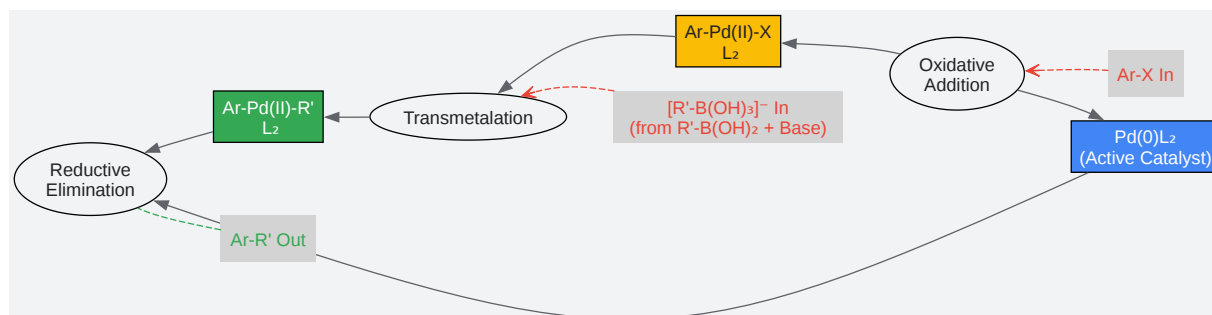 Ar-Pd(II)-X
L₂
Oxidative
Addition
Ar-X In
Ar-Pd(II)-R'
L₂
Transmetalation
[R'-B(OH)₃]⁻ In
(from R'-B(OH)₂ + Base)
Pd(0)L₂
(Active Catalyst)
Reductive
Elimination
Ar-R' Out